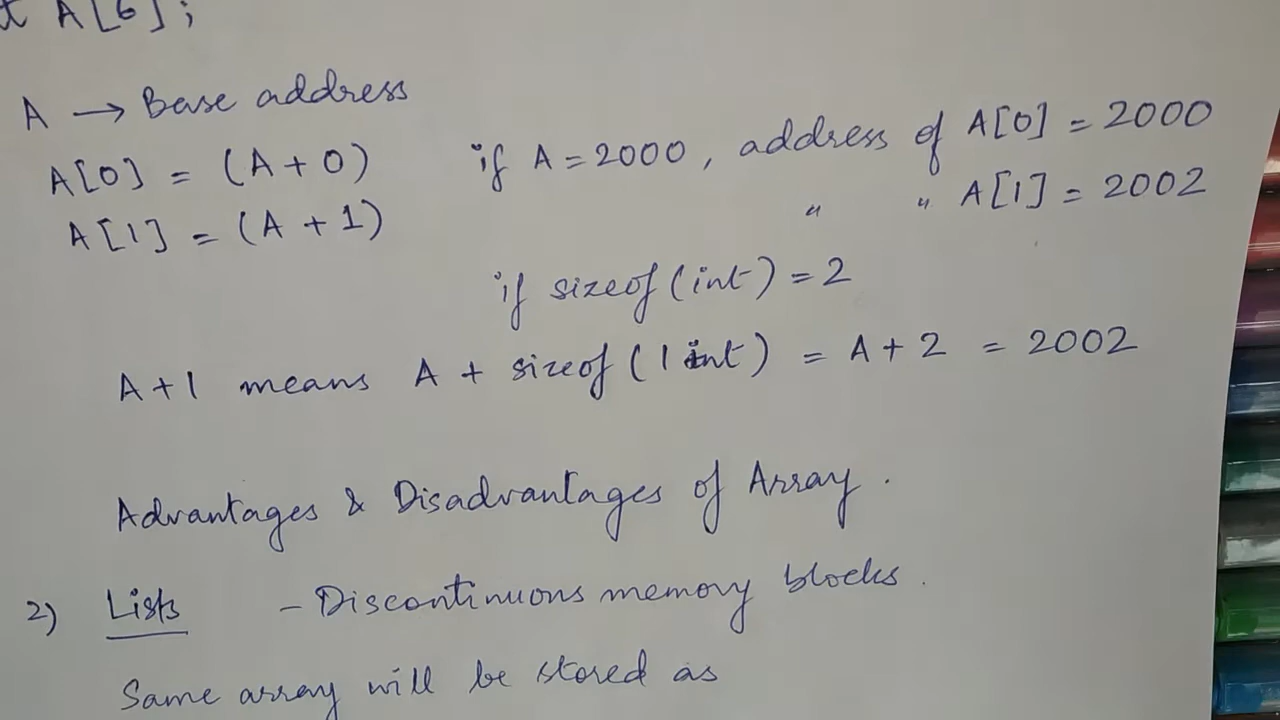 t A[6];
A → Base address
A[0] = (A + 0) if A = 2000, address of A[0] = 2000
A[1] = (A + 1) " " A[1] = 2002
if sizeof(int) = 2
A+1 means A + sizeof(1 int) = A + 2 = 2002
Advantages & Disadvantages of Array.
2) Lists - Discontinuous memory blocks.
Same array will be stored as